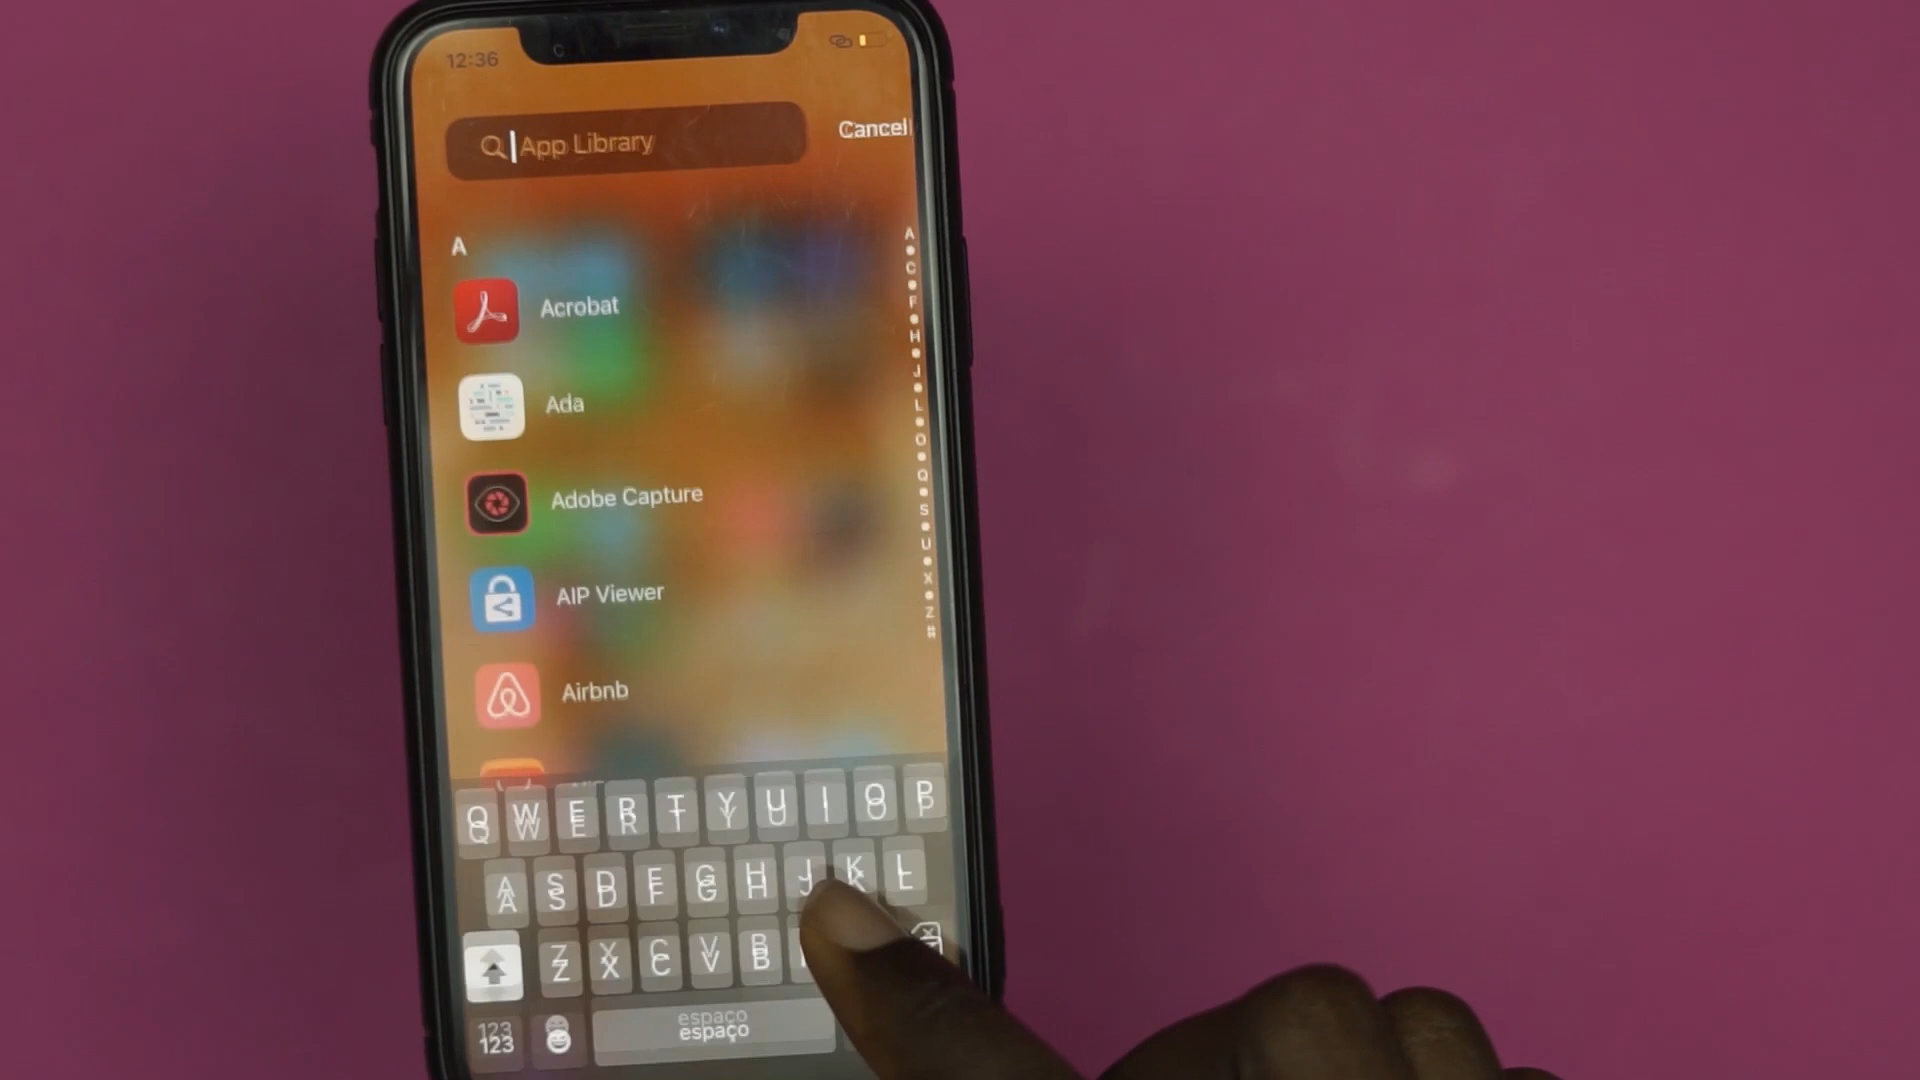 12:36
App Library
Cancel
A
Acrobat
Ada
Adobe Capture
AIP Viewer
Airbnb
A
C
F
H
J
L
O
Q
S
U
X
Z
#
Q W E R T Y U I O P
A S D F G H J K L
Z X C V B
123
espaço